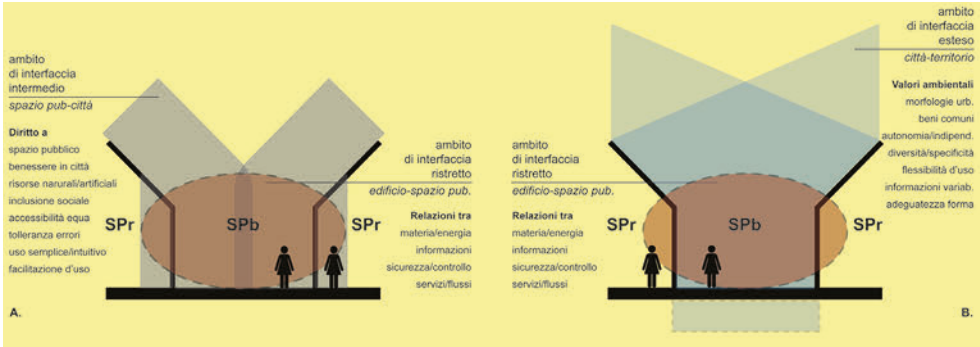 ambito
di interfaccia
intermedio
spazio pub-città
Diritto a
spazio pubblico
benessere in città
risorse narurali/artificiali
inclusione sociale
accessibilità equa
tolleranza errori
uso semplice/intuitivo
facilitazione d'uso
SPr
SPb
SPr
ambito
di interfaccia
ristretto
edificio-spazio pub.
Relazioni tra
materia/energia
informazioni
sicurezza/controllo
servizi/flussi
A.
ambito
di interfaccia
ristretto
edificio-spazio pub.
Relazioni tra
materia/energia
informazioni
sicurezza/controllo
servizi/flussi
SPr
SPb
SPr
ambito
di interfaccia
esteso
città-territorio
Valori ambientali
morfologie urb.
beni comuni
autonomia/indipend.
diversità/specificità
flessibilità d'uso
informazioni variab.
adeguatezza forma
B.